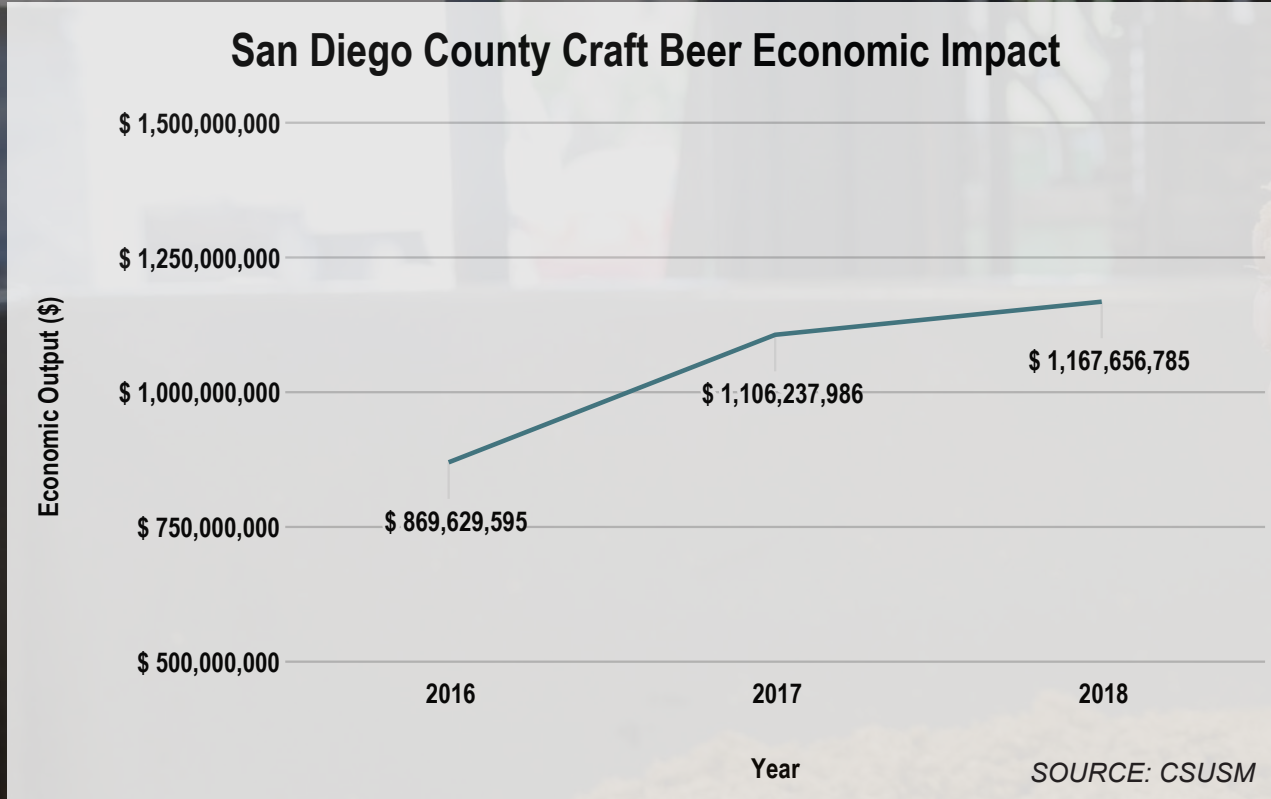 San Diego County Craft Beer Economic Impact
$ 1,500,000,000
$ 1,250,000,000
$ 1,000,000,000
$ 750,000,000
$ 500,000,000
Economic Output ($)
$ 869,629,595
$ 1,106,237,986
$ 1,167,656,785
2016
2017
2018
Year
SOURCE: CSUSM